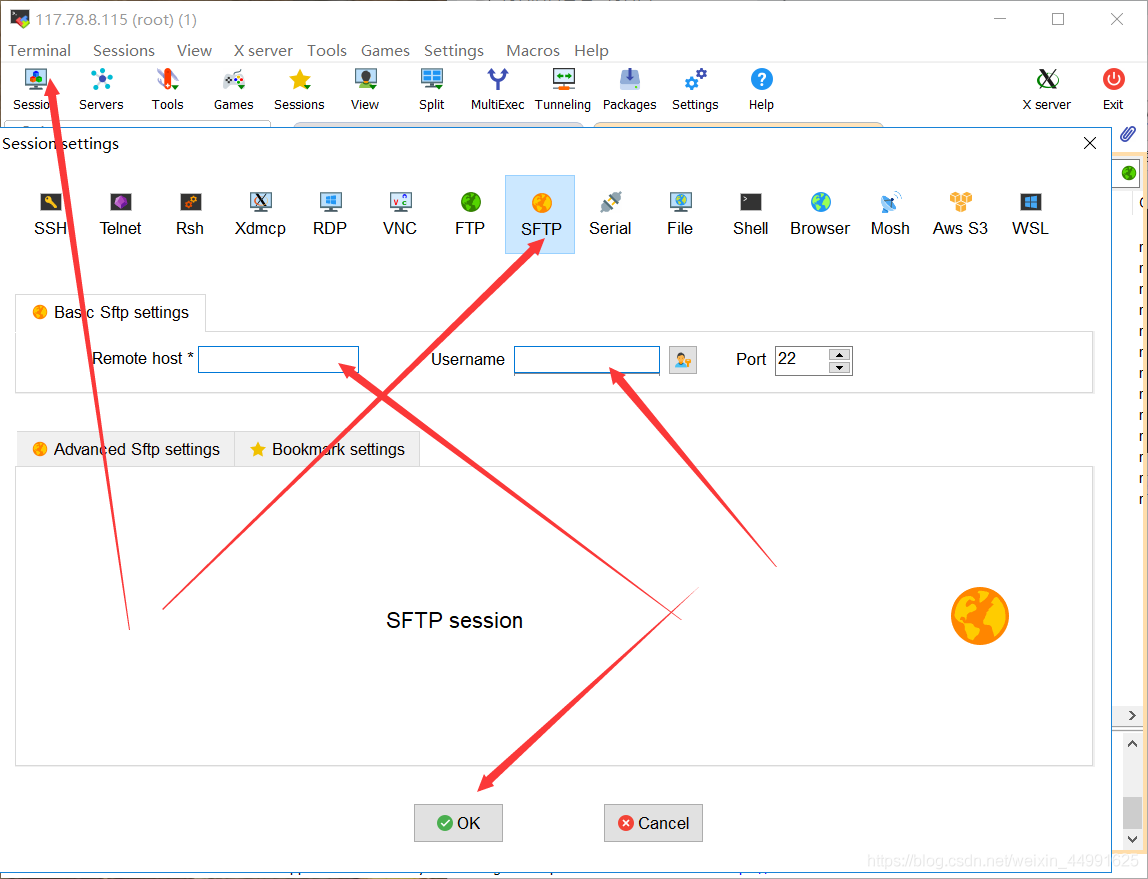 117.78.8.115 (root) (1)
Terminal Sessions View X server Tools Games Settings Macros Help
Session Servers Tools Games Sessions View Split MultiExec Tunneling Packages Settings Help X server Exit
Session settings
SSH Telnet Rsh Xdmcp RDP VNC FTP SFTP Serial File Shell Browser Mosh Aws S3 WSL
Basic Sftp settings
Remote host * Username Port 22
Advanced Sftp settings Bookmark settings
SFTP session
OK Cancel
https://blog.csdn.net/weixin_44991625